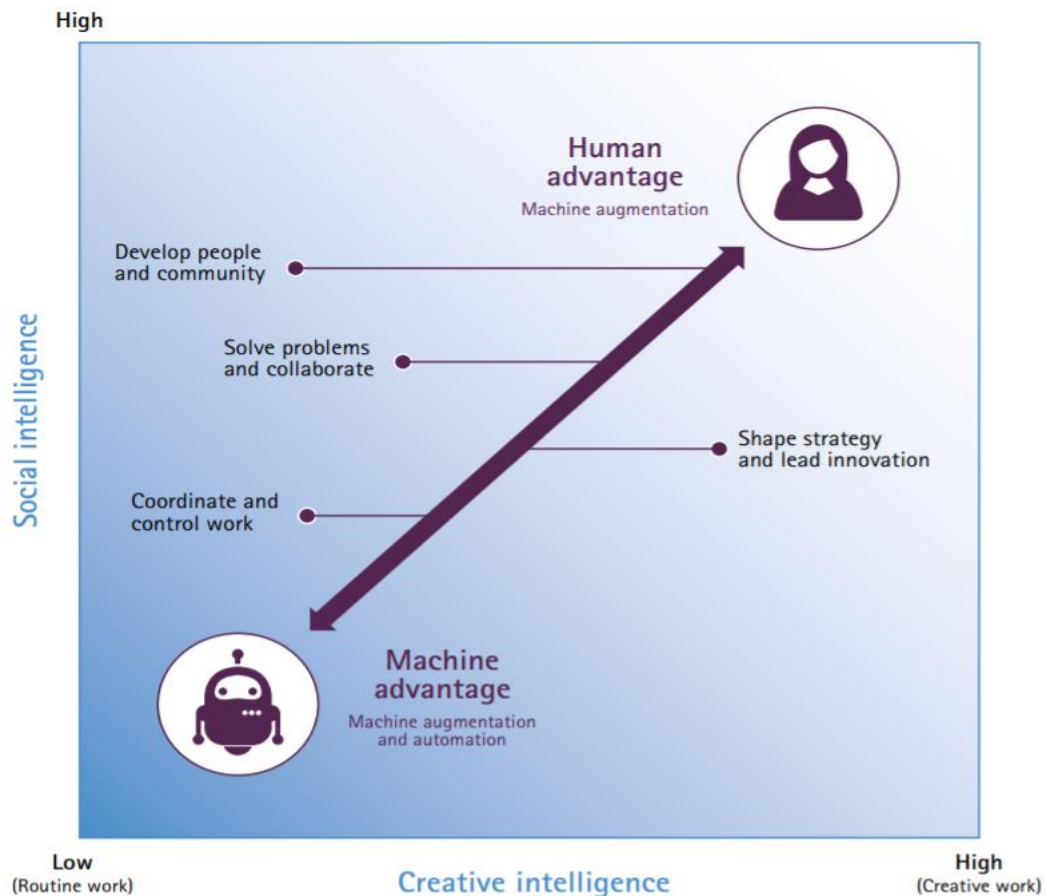 High
Human
advantage
Machine augmentation
Develop people
and community
Solve problems
and collaborate
Shape strategy
and lead innovation
Coordinate and
control work
Social intelligence
Machine
advantage
Machine augmentation
and automation
Low
(Routine work)
Creative intelligence
High
(Creative work)